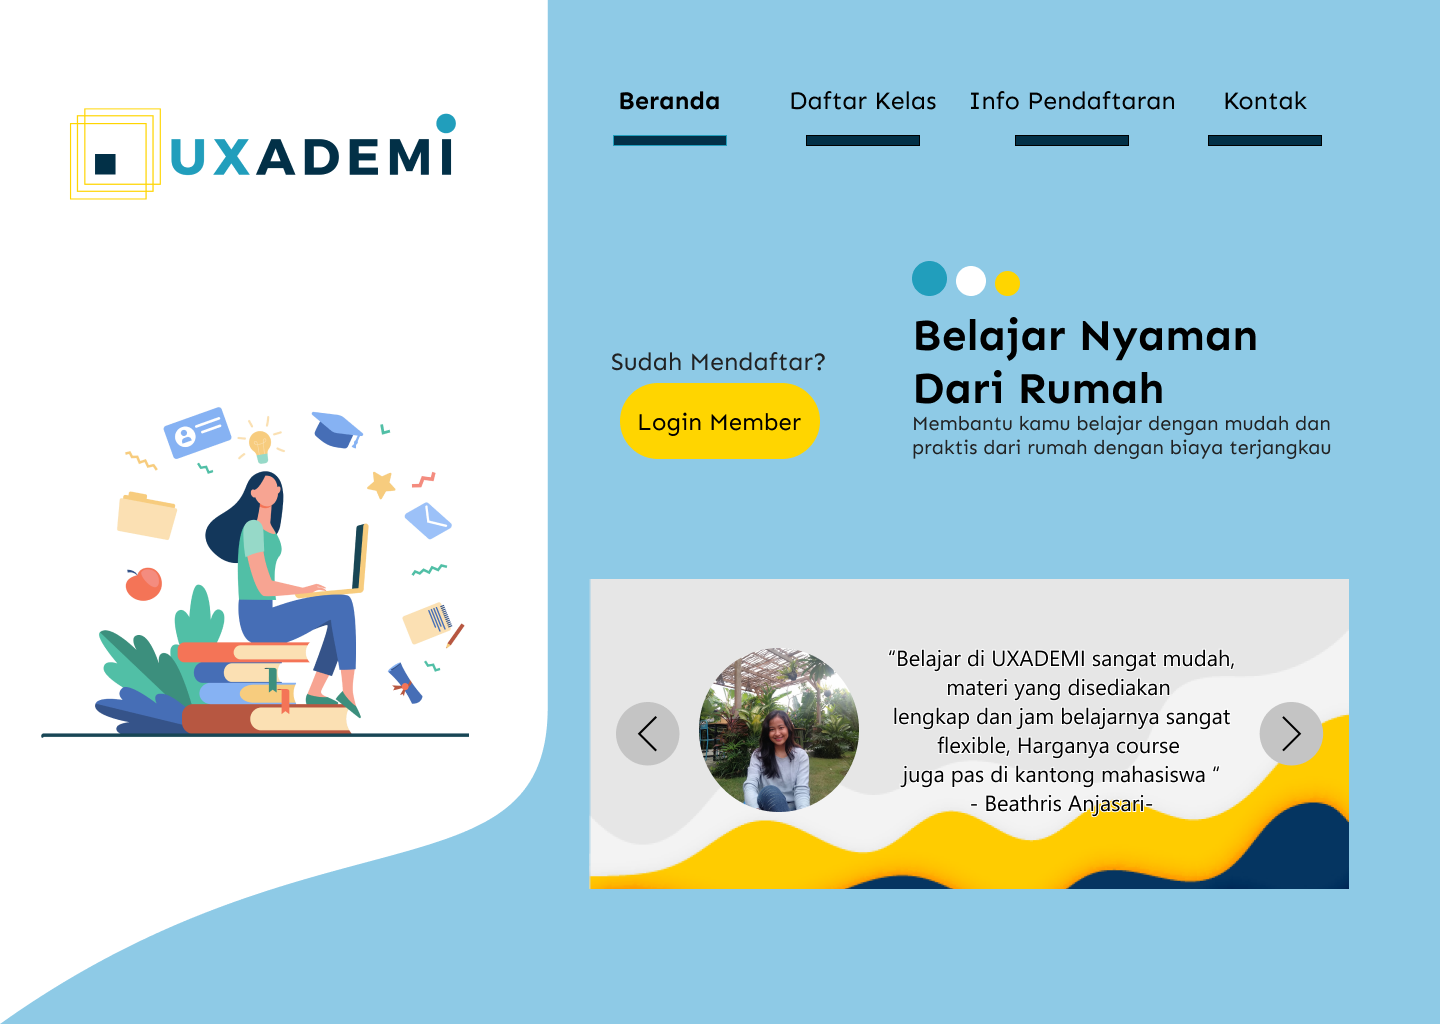 UXADEMI
Beranda
Daftar Kelas
Info Pendaftaran
Kontak
Sudah Mendaftar?
Login Member
Belajar Nyaman
Dari Rumah
Membantu kamu belajar dengan mudah dan
praktis dari rumah dengan biaya terjangkau
“Belajar di UXADEMI sangat mudah,
materi yang disediakan
lengkap dan jam belajarnya sangat
flexible, Harganya course
juga pas di kantong mahasiswa “
- Beathris Anjasari-